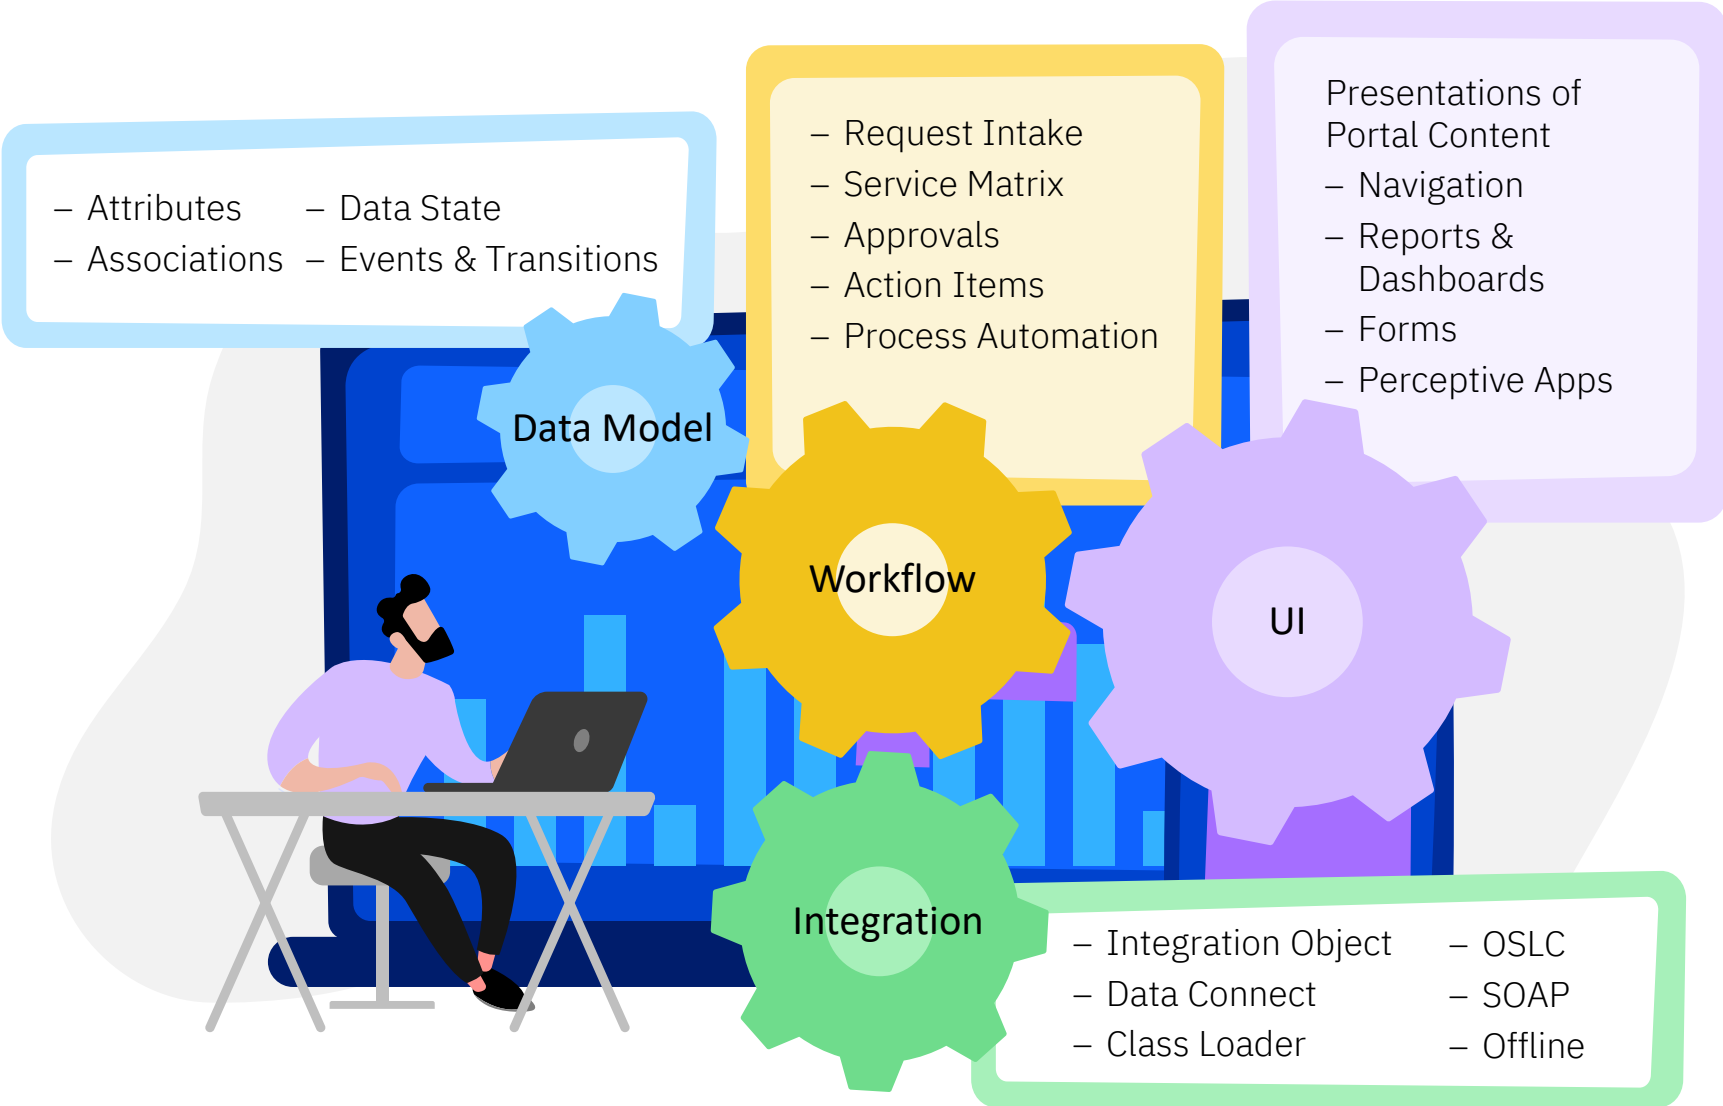 – Attributes
– Associations
– Data State
– Events & Transitions
Data Model
– Request Intake
– Service Matrix
– Approvals
– Action Items
– Process Automation
Workflow
Presentations of
Portal Content
– Navigation
– Reports &
Dashboards
– Forms
– Perceptive Apps
UI
Integration
– Integration Object
– Data Connect
– Class Loader
– OSLC
– SOAP
– Offline